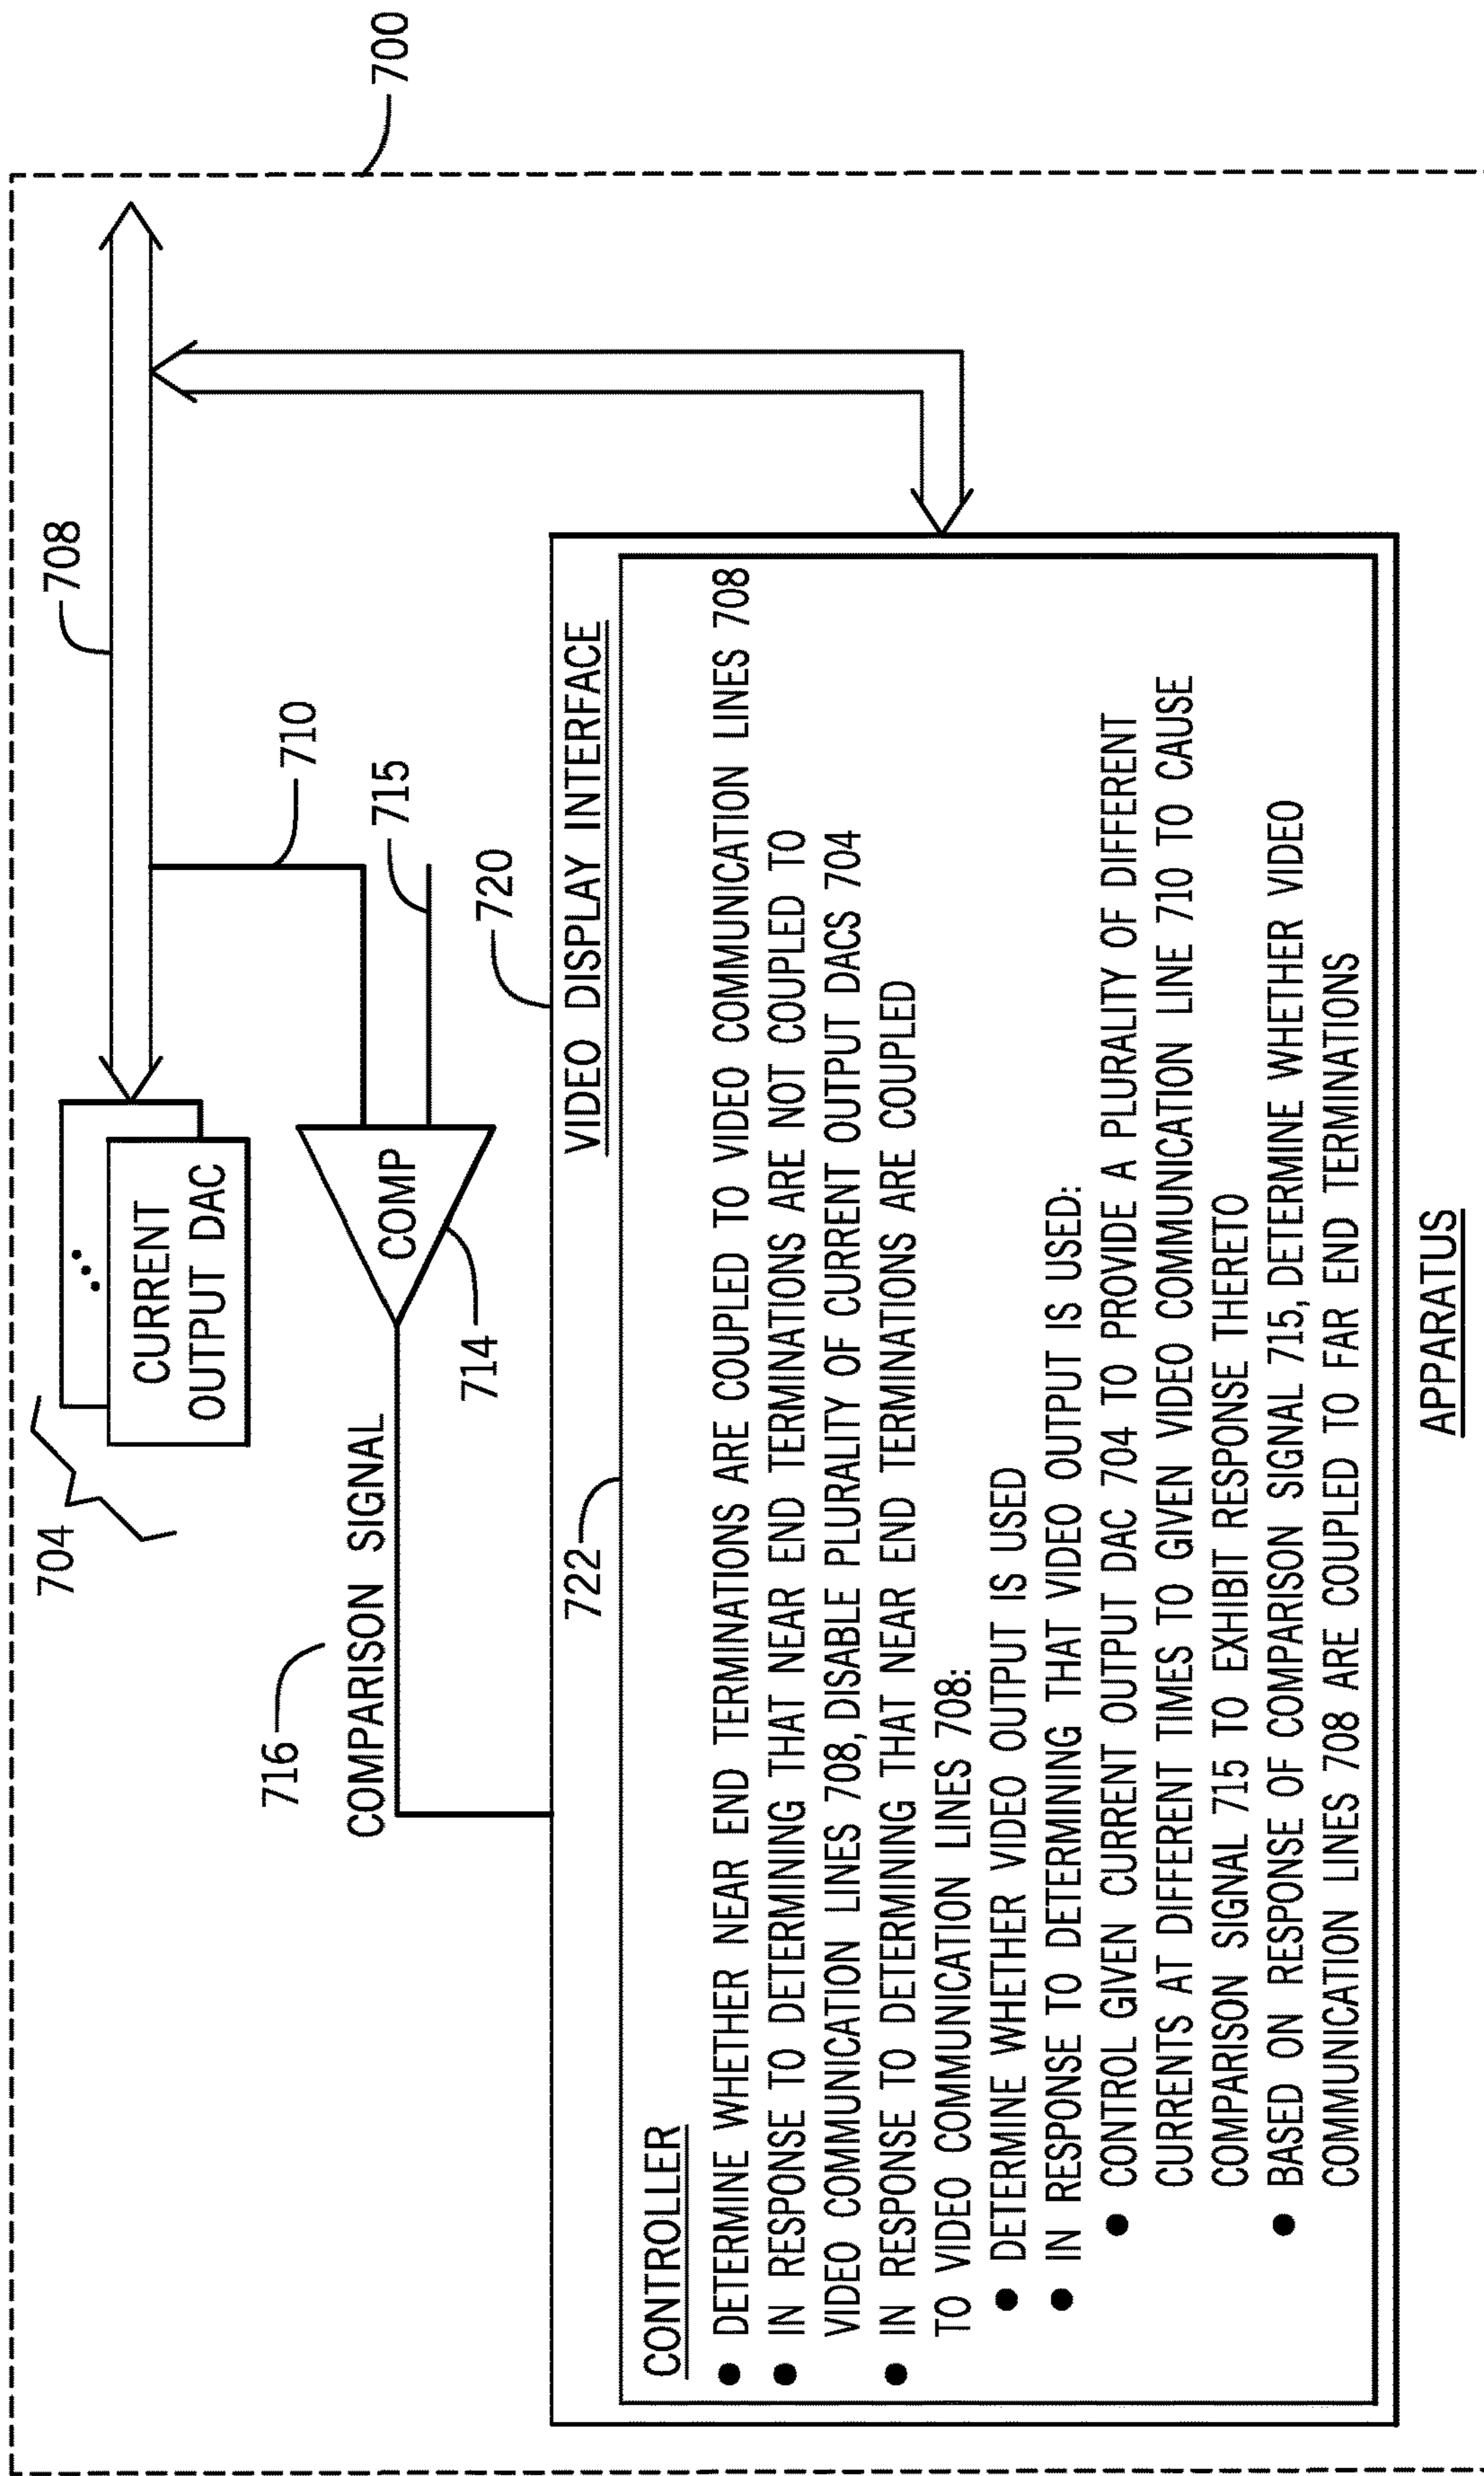 700
708
704
CURRENT
OUTPUT DAC
710
715
COMP
714
716
COMPARISON SIGNAL
720
VIDEO DISPLAY INTERFACE
722
CONTROLLER
• DETERMINE WHETHER NEAR END TERMINATIONS ARE COUPLED TO VIDEO COMMUNICATION LINES 708
• IN RESPONSE TO DETERMINING THAT NEAR END TERMINATIONS ARE NOT COUPLED TO
VIDEO COMMUNICATION LINES 708, DISABLE PLURALITY OF CURRENT OUTPUT DACS 704
• IN RESPONSE TO DETERMINING THAT NEAR END TERMINATIONS ARE COUPLED
TO VIDEO COMMUNICATION LINES 708:
• DETERMINE WHETHER VIDEO OUTPUT IS USED
• IN RESPONSE TO DETERMINING THAT VIDEO OUTPUT IS USED:
• CONTROL GIVEN CURRENT OUTPUT DAC 704 TO PROVIDE A PLURALITY OF DIFFERENT
CURRENTS AT DIFFERENT TIMES TO GIVEN VIDEO COMMUNICATION LINE 710 TO CAUSE
COMPARISON SIGNAL 715 TO EXHIBIT RESPONSE THERETO
• BASED ON RESPONSE OF COMPARISON SIGNAL 715, DETERMINE WHETHER VIDEO
COMMUNICATION LINES 708 ARE COUPLED TO FAR END TERMINATIONS
APPARATUS